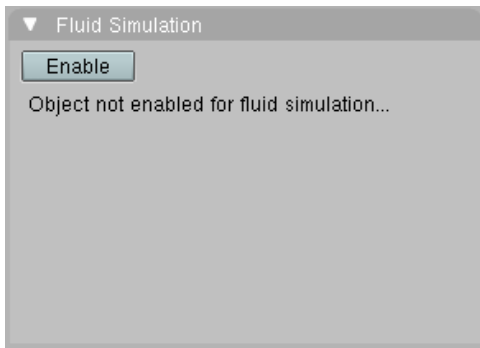 Fluid Simulation
Enable
Object not enabled for fluid simulation...